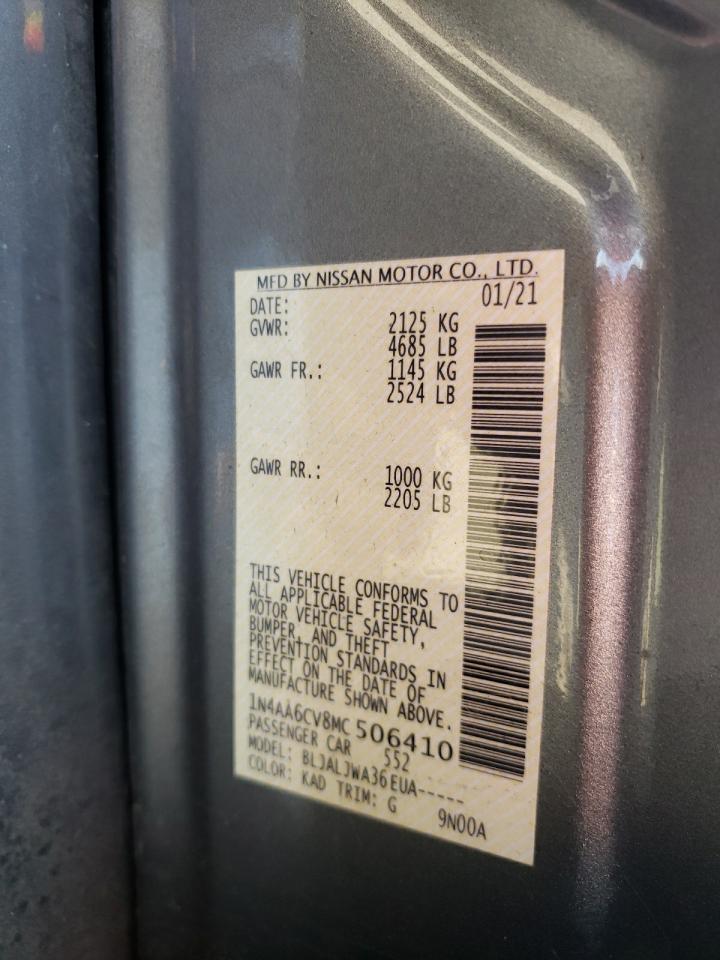 MFD BY NISSAN MOTOR CO., LTD.
DATE: 01/21
GVWR: 2125 KG
4685 LB
GAWR FR.: 1145 KG
2524 LB
GAWR RR.: 1000 KG
2205 LB
THIS VEHICLE CONFORMS TO
ALL APPLICABLE FEDERAL
MOTOR VEHICLE SAFETY,
BUMPER, AND THEFT
PREVENTION STANDARDS IN
EFFECT ON THE DATE OF
MANUFACTURE SHOWN ABOVE.
1N4AA6CV8MC506410
PASSENGER CAR 552
MODEL: BLJALJWA36EUA-----
COLOR: KAD TRIM: G
9N00A